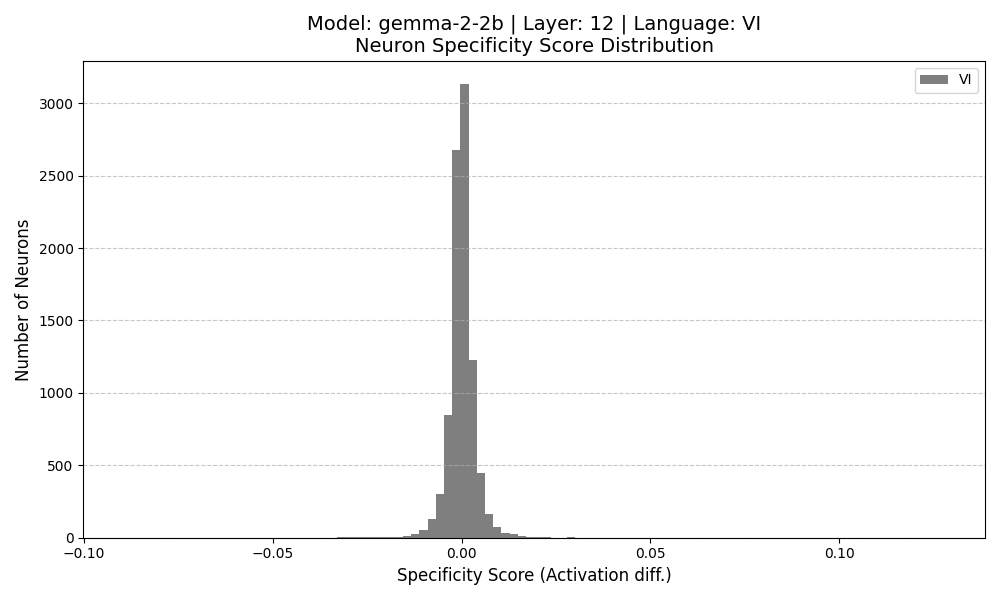 Model: gemma-2-2b | Layer: 12 | Language: VI
Neuron Specificity Score Distribution
VI
Number of Neurons
3000
2500
2000
1500
1000
500
0
−0.10
−0.05
0.00
0.05
0.10
Specificity Score (Activation diff.)